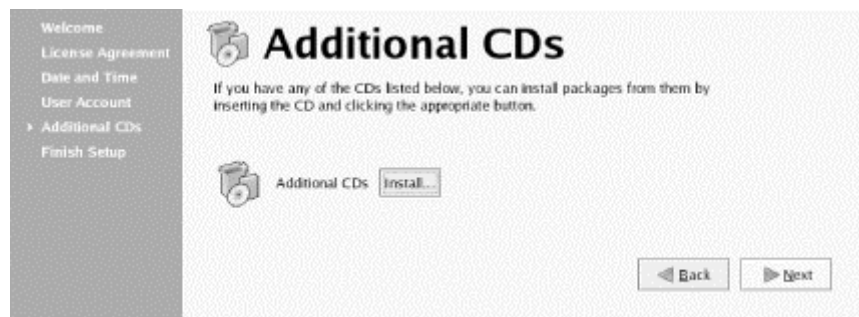 Welcome
License Agreement
Date and Time
User Account
Additional CDs
Finish Setup
Additional CDs
If you have any of the CDs listed below, you can install packages from them by
inserting the CD and clicking the appropriate button.
Additional CDs Install...
Back Next